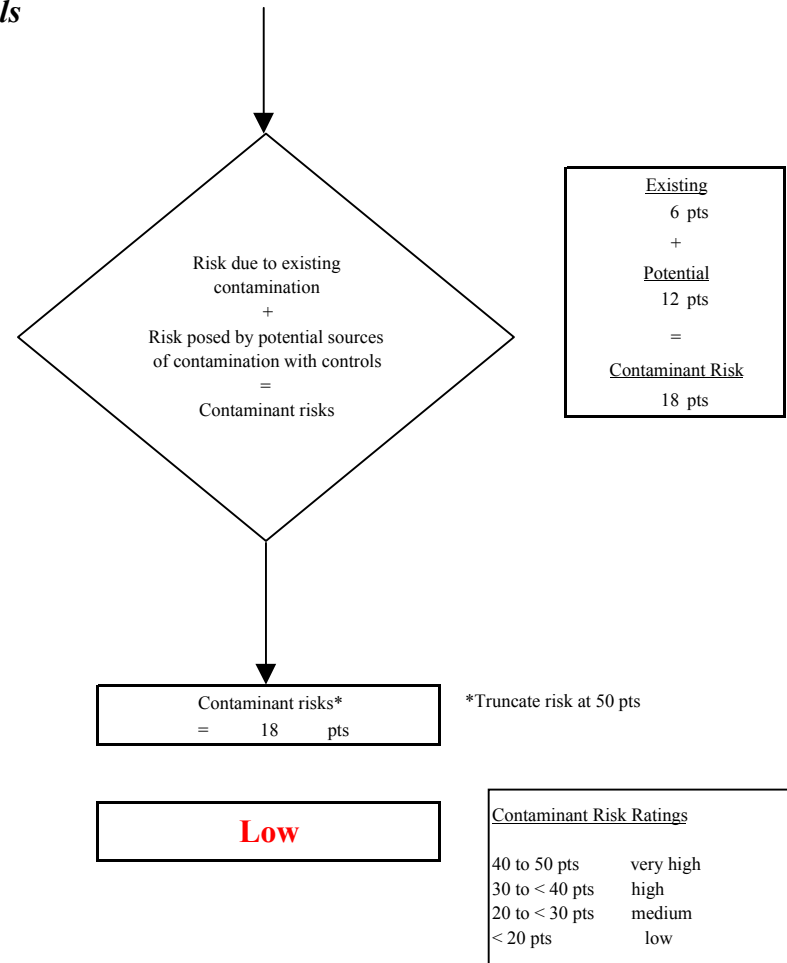 ls
Risk due to existing
contamination
+
Risk posed by potential sources
of contamination with controls
=
Contaminant risks
Existing
6 pts
+
Potential
12 pts
=
Contaminant Risk
18 pts
Contaminant risks*
= 18 pts
*Truncate risk at 50 pts
Low
Contaminant Risk Ratings
40 to 50 pts very high
30 to < 40 pts high
20 to < 30 pts medium
< 20 pts low